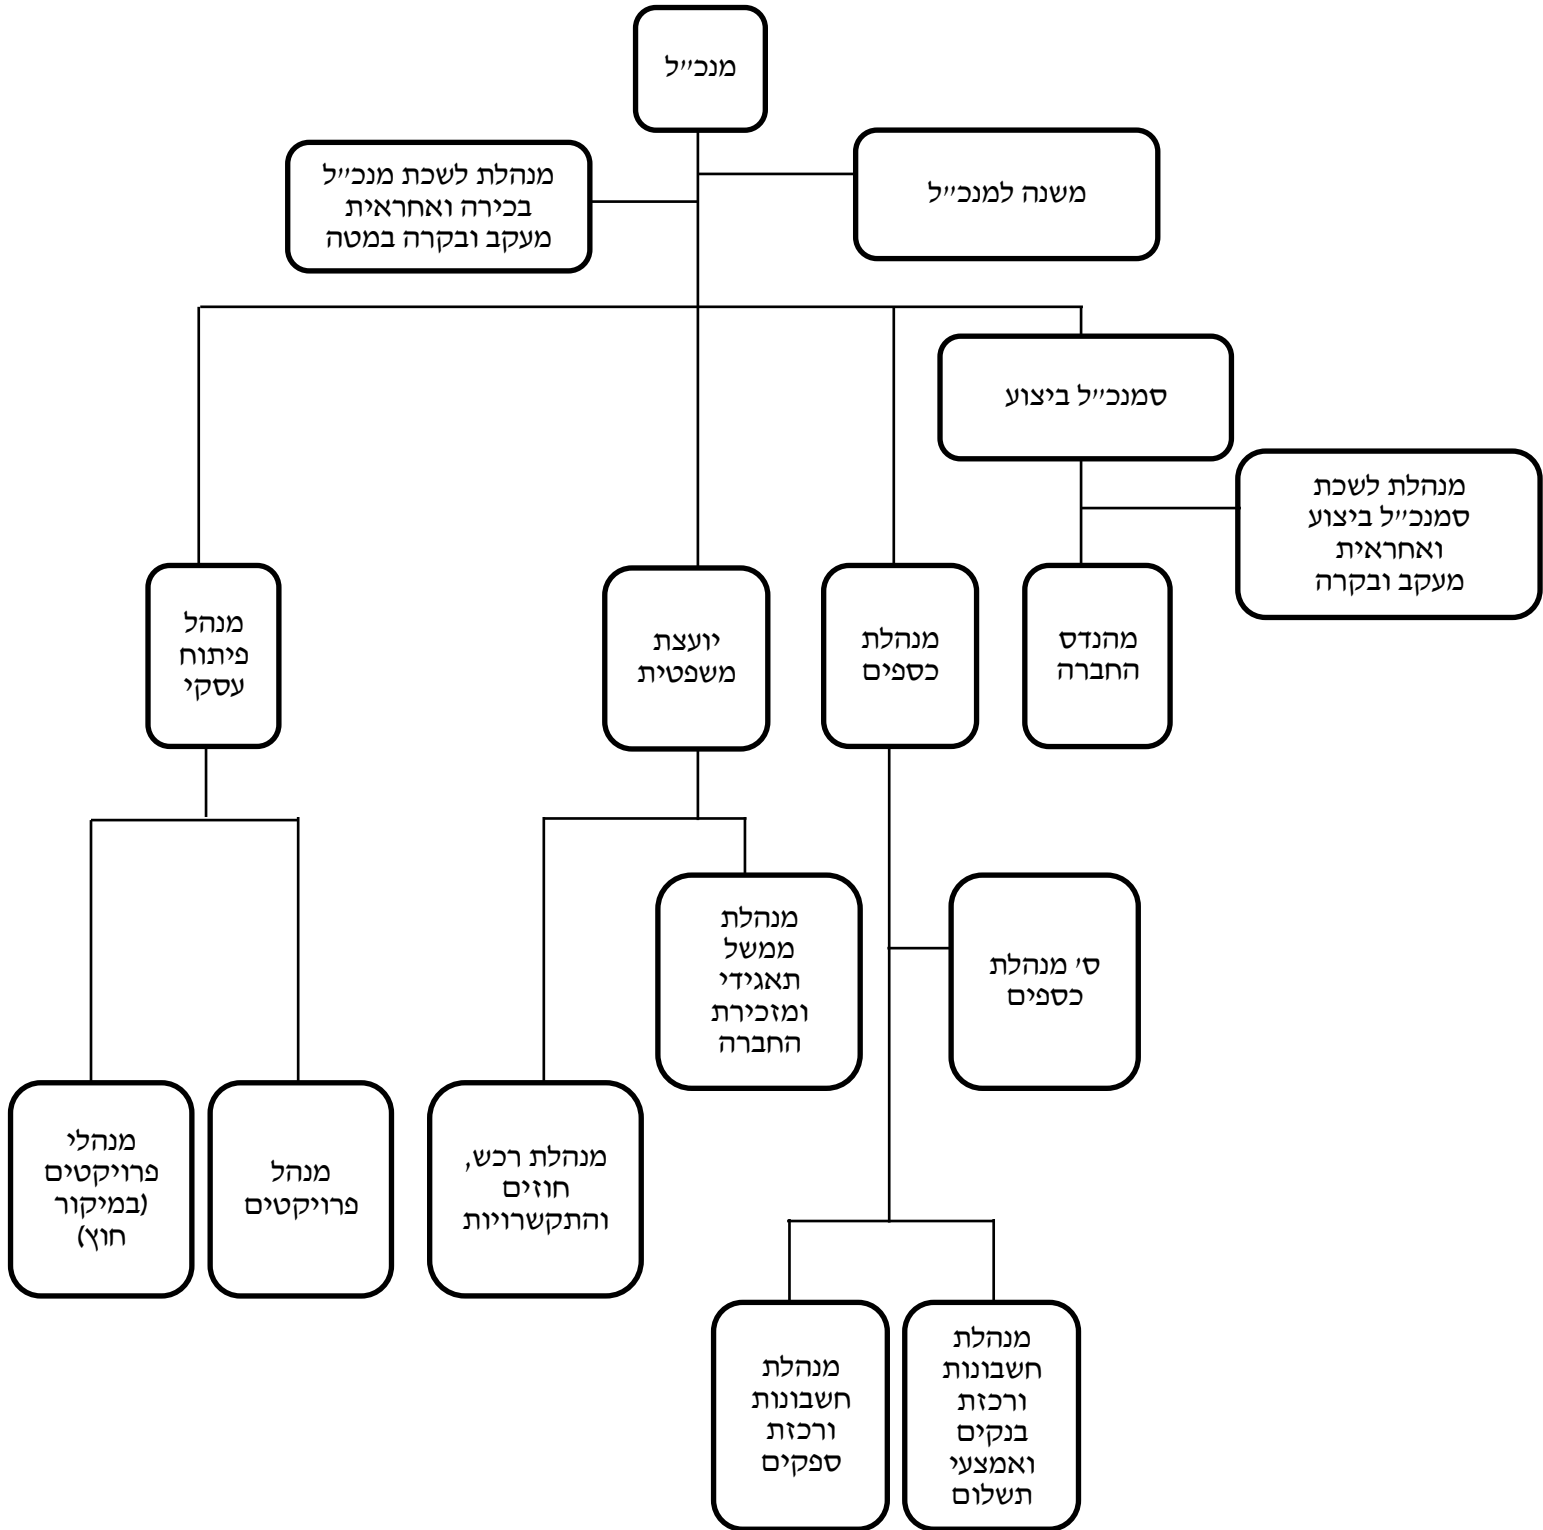 מנכ״ל
משנה למנכ״ל
מנהלת לשכת מנכ״ל
בכירה ואחראית
מעקב ובקרה במטה
סמנכ״ל ביצוע
מנהלת לשכת
סמנכ״ל ביצוע
ואחראית
מעקב ובקרה
מהנדס
החברה
מנהלת
כספים
יועצת
משפטית
מנהל
פיתוח
עסקי
ס׳ מנהלת
כספים
מנהלת
ממשל
תאגידי
ומזכירת
החברה
מנהלת רכש,
חוזים
והתקשרויות
מנהל
פרויקטים
מנהלי
פרויקטים
(במיקור
חוץ)
מנהלת
חשבונות
ורכזת
בנקים
ואמצעי
תשלום
מנהלת
חשבונות
ורכזת
ספקים